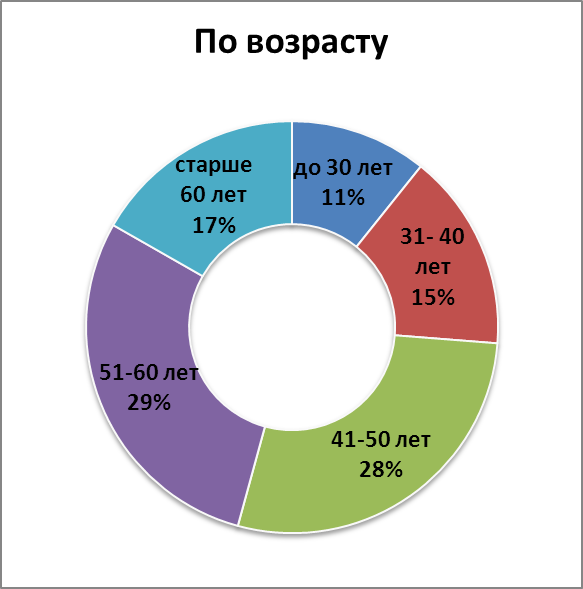 По возрасту
до 30 лет
11%
31- 40
лет
15%
41-50 лет
28%
51-60 лет
29%
старше
60 лет
17%